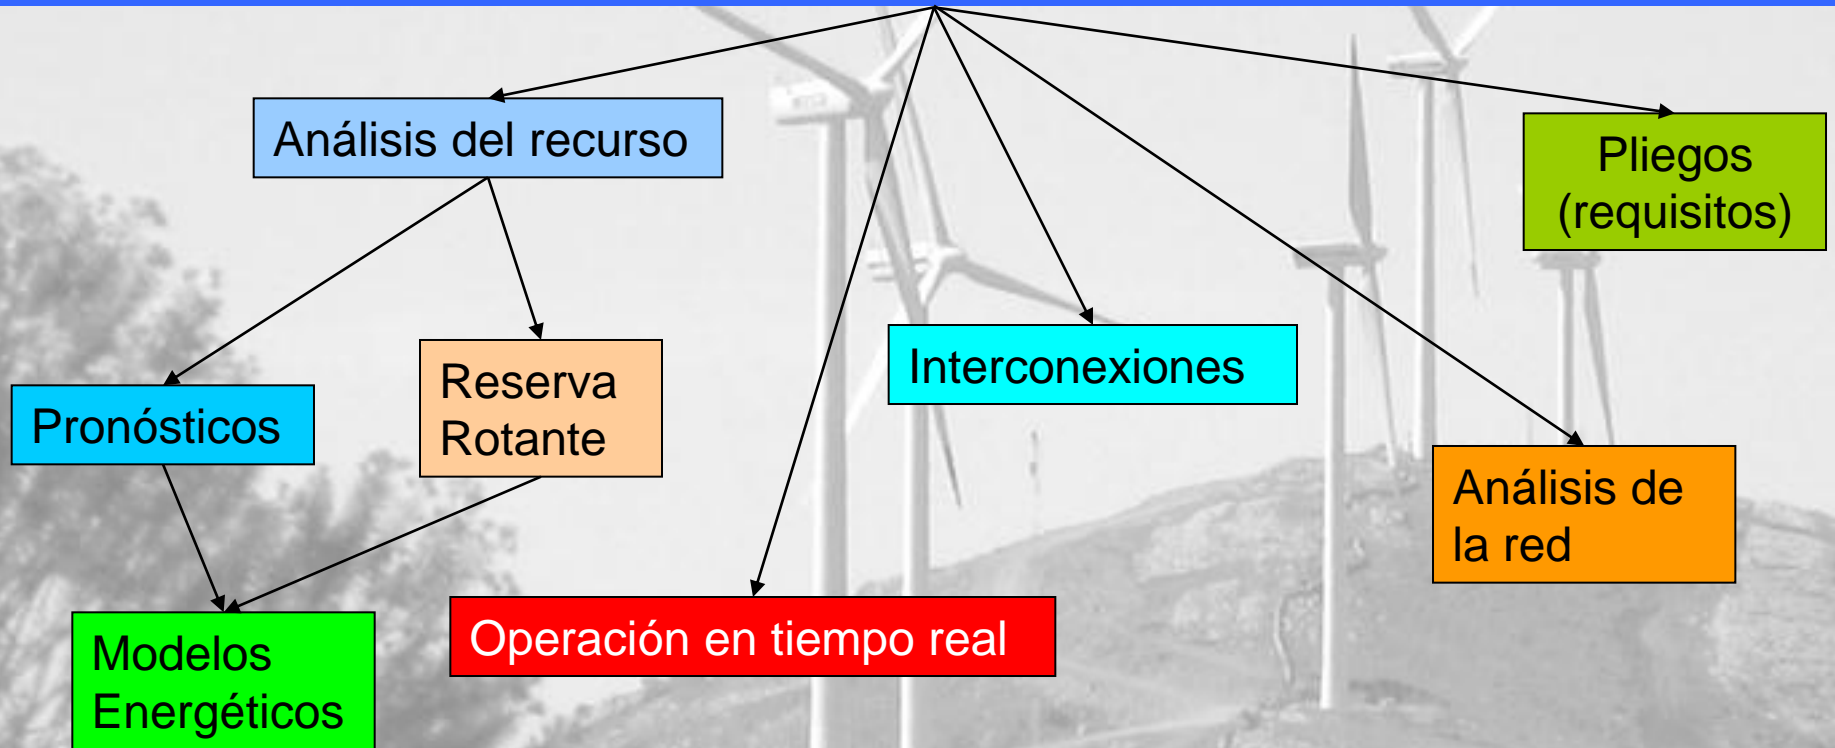 Análisis del recurso
Pliegos
(requisitos)
Interconexiones
Reserva
Rotante
Pronósticos
Análisis de
la red
Operación en tiempo real
Modelos
Energéticos